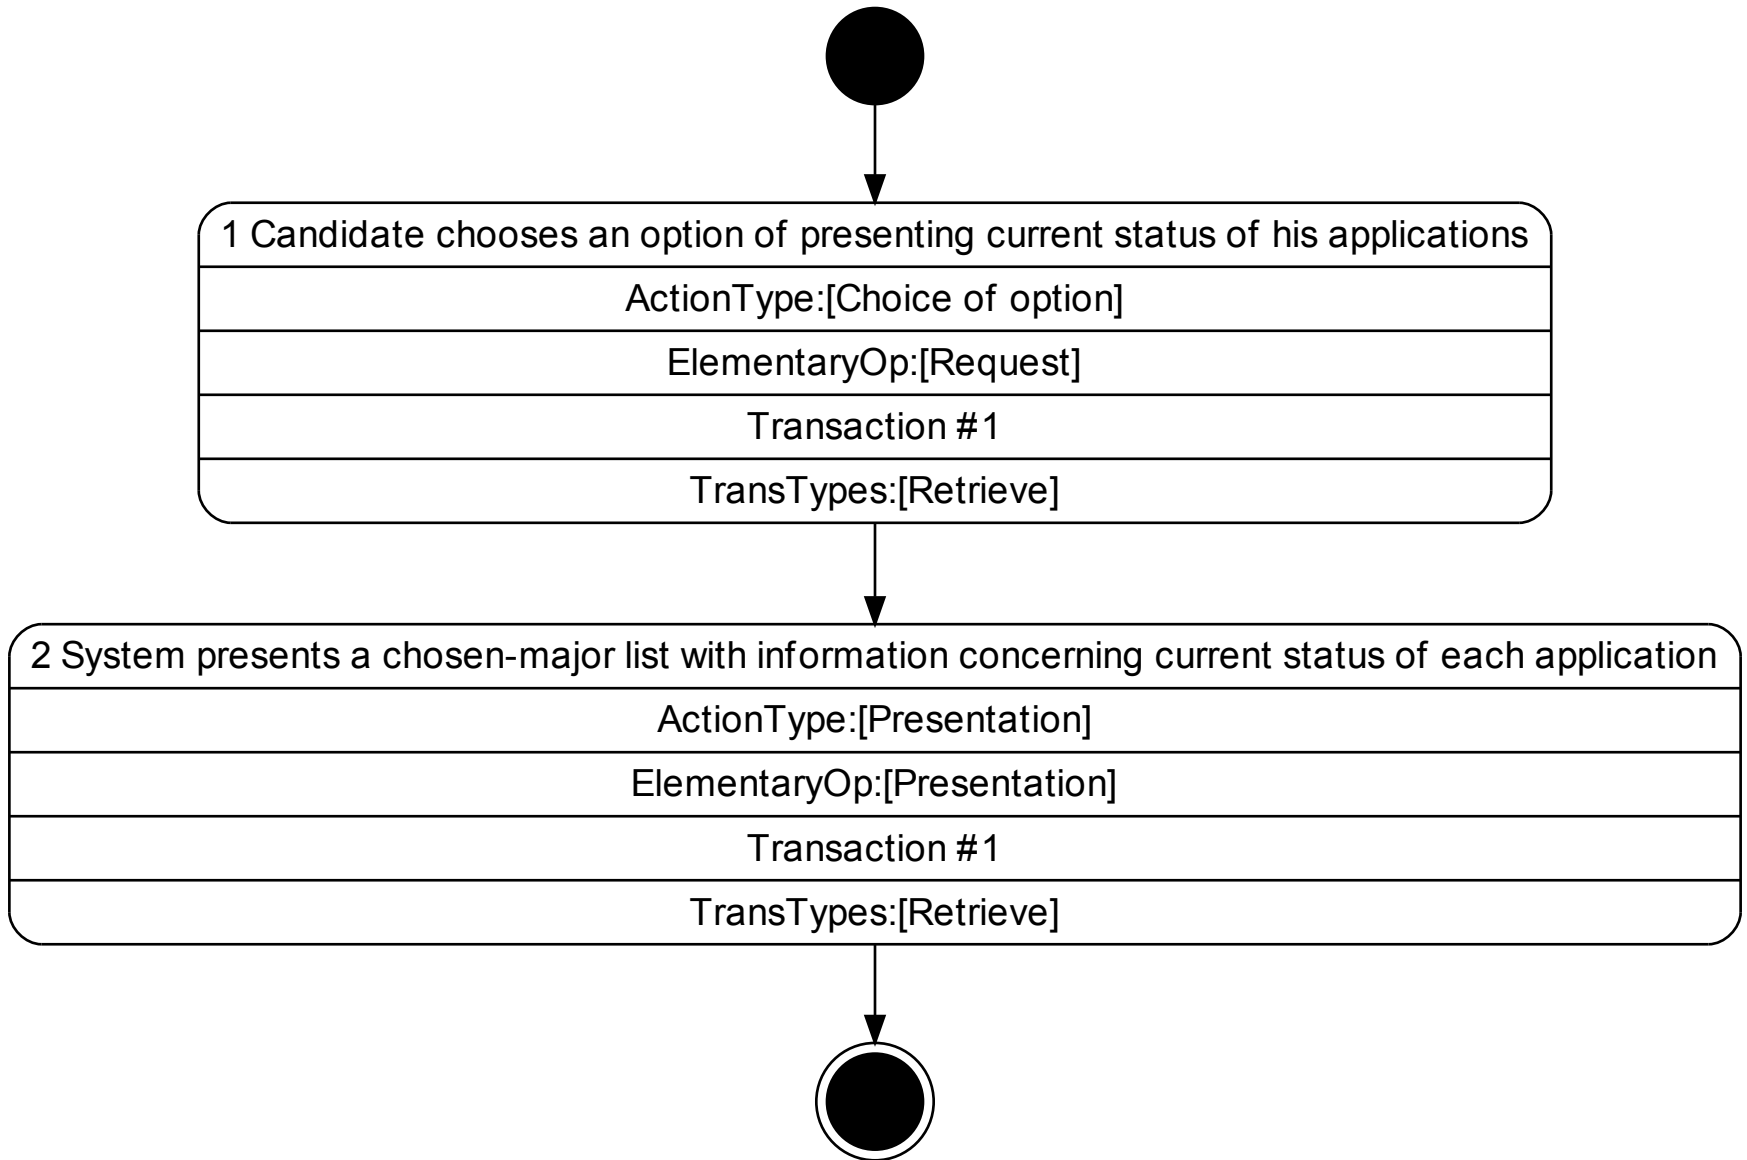 1 Candidate chooses an option of presenting current status of his applications
ActionType:[Choice of option]
ElementaryOp:[Request]
Transaction #1
TransTypes:[Retrieve]
2 System presents a chosen-major list with information concerning current status of each application
ActionType:[Presentation]
ElementaryOp:[Presentation]
Transaction #1
TransTypes:[Retrieve]